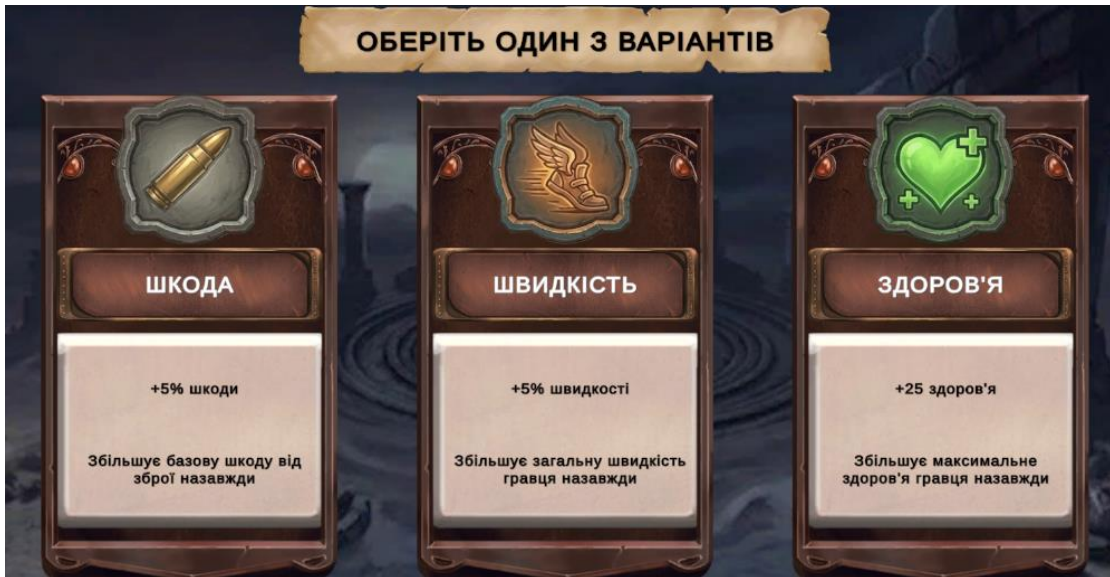 ОБЕРІТЬ ОДИН З ВАРІАНТІВ
ШКОДА
+5% шкоди
Збільшує базову шкоду від
зброї назавжди
ШВИДКІСТЬ
+5% швидкості
Збільшує загальну швидкість
гравця назавжди
ЗДОРОВ'Я
+25 здоров'я
Збільшує максимальне
здоров'я гравця назавжди